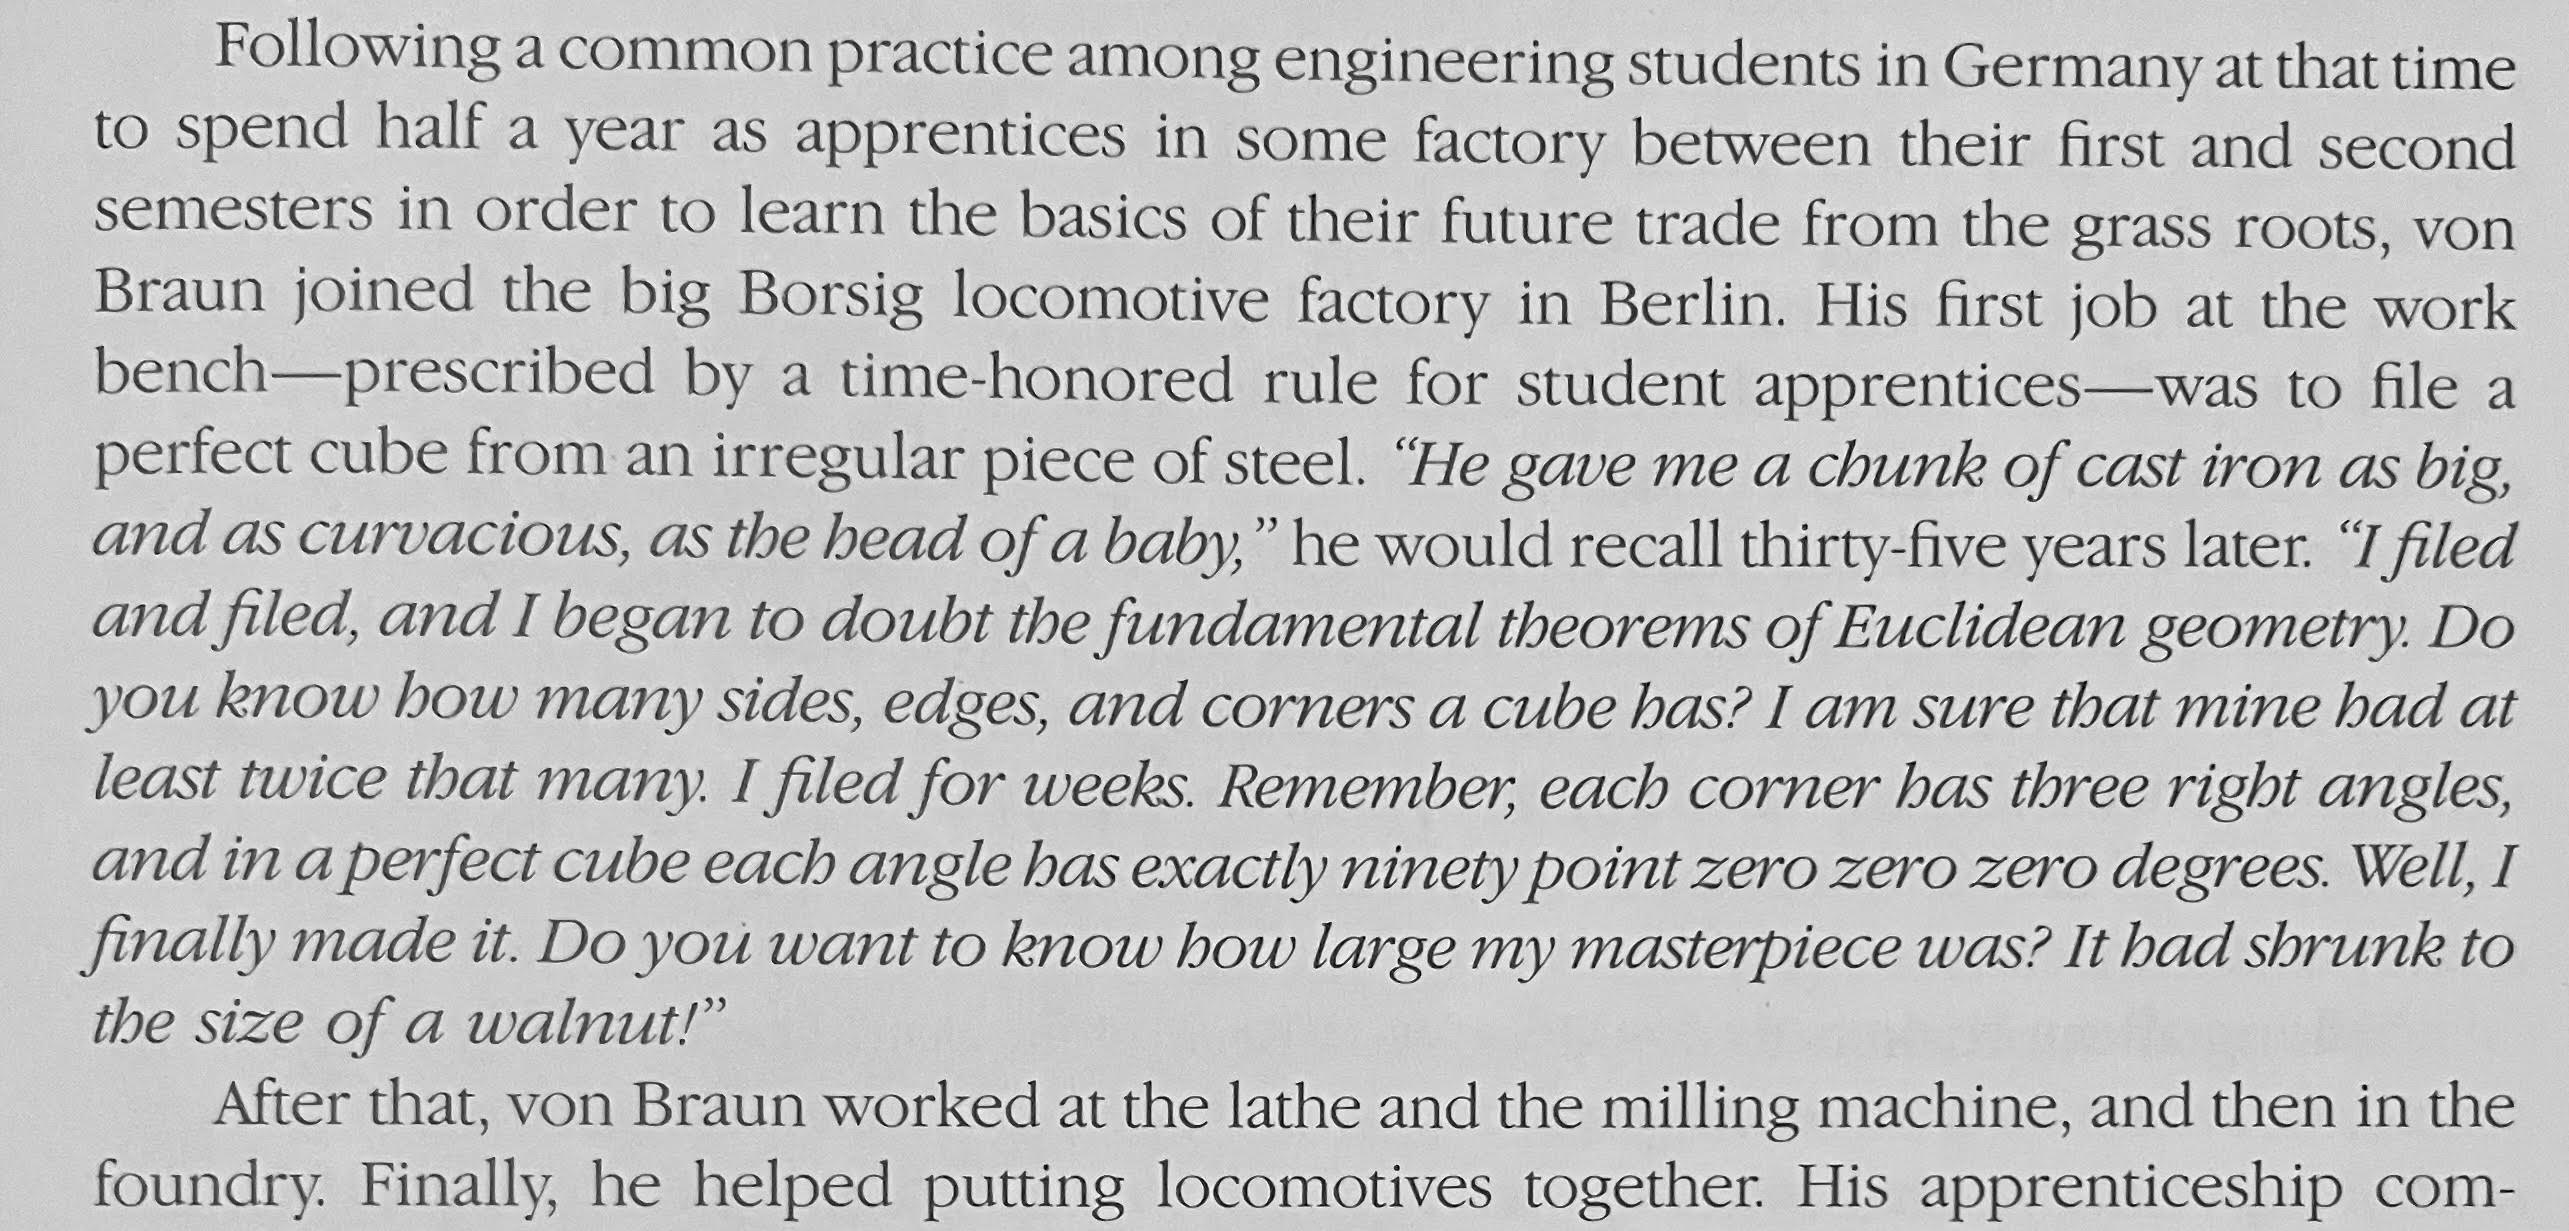 Following a common practice among engineering students in Germany at that time
to spend half a year as apprentices in some factory between their first and second
semesters in order to learn the basics of their future trade from the grass roots, von
Braun joined the big Borsig locomotive factory in Berlin. His first job at the work
bench—prescribed by a time-honored rule for student apprentices—was to file a
perfect cube from an irregular piece of steel. “He gave me a chunk of cast iron as big,
and as curvacious, as the head of a baby,” he would recall thirty-five years later. “I filed
and filed, and I began to doubt the fundamental theorems of Euclidean geometry. Do
you know how many sides, edges, and corners a cube has? I am sure that mine had at
least twice that many. I filed for weeks. Remember, each corner has three right angles,
and in a perfect cube each angle has exactly ninety point zero zero zero degrees. Well, I
finally made it. Do you want to know how large my masterpiece was? It had shrunk to
the size of a walnut!”
After that, von Braun worked at the lathe and the milling machine, and then in the
foundry. Finally, he helped putting locomotives together. His apprenticeship com-